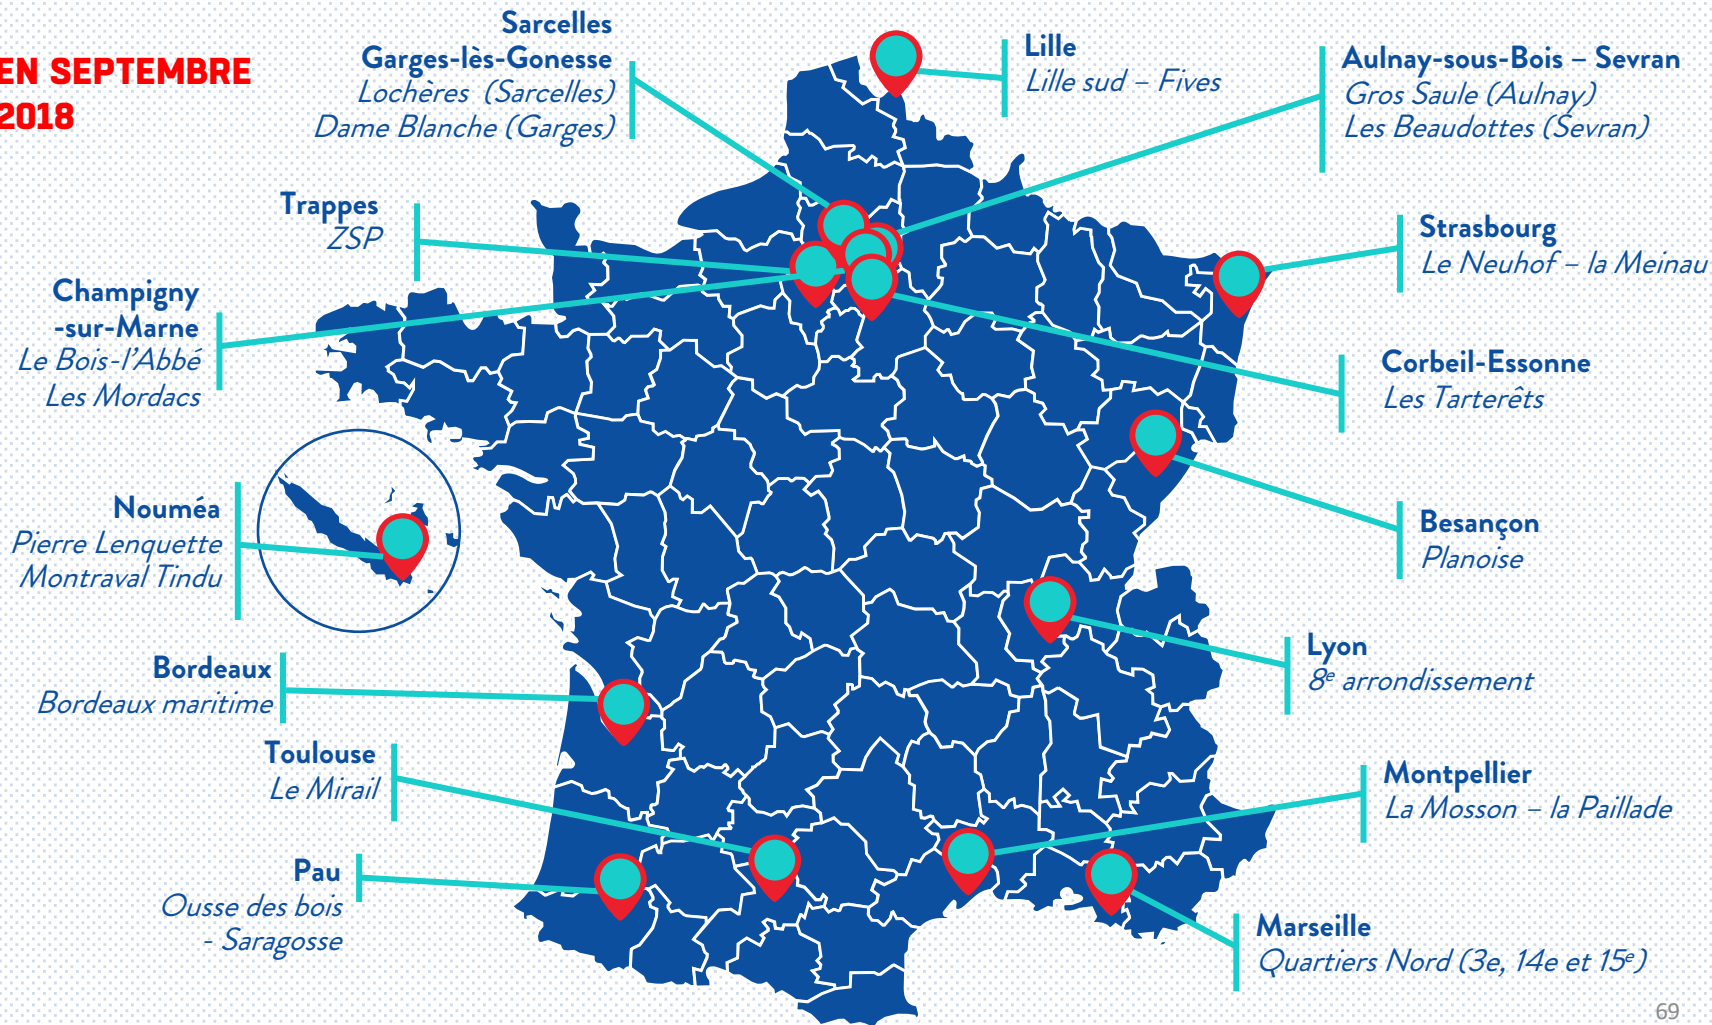 EN SEPTEMBRE
2018
Sarcelles
Garges-lès-Gonesse
Lochères (Sarcelles)
Dame Blanche (Garges)
Lille
Lille sud – Fives
Aulnay-sous-Bois – Sevran
Gros Saule (Aulnay)
Les Beaudottes (Sevran)
Trappes
ZSP
Strasbourg
Le Neuhof – la Meinau
Champigny
-sur-Marne
Le Bois-l'Abbé
Les Mordacs
Corbeil-Essonne
Les Tarterêts
Nouméa
Pierre Lenquette
Montraval Tindu
Besançon
Planoise
Bordeaux
Bordeaux maritime
Lyon
8e arrondissement
Toulouse
Le Mirail
Montpellier
La Mosson – la Paillade
Pau
Ousse des bois
- Saragosse
Marseille
Quartiers Nord (3e, 14e et 15e)
69